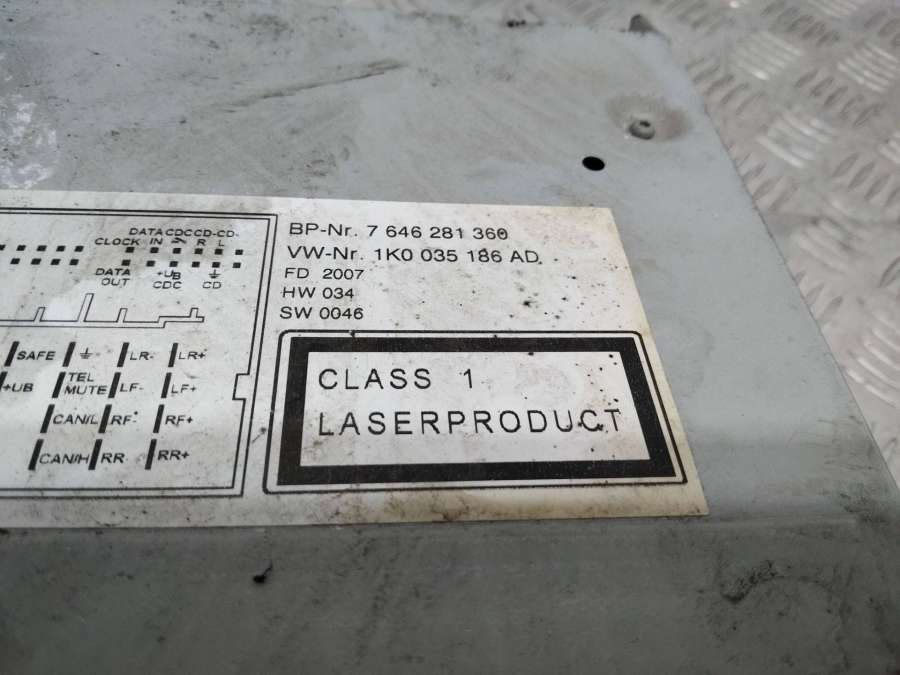 DATA CDC CD- CD-
CLOCK IN R L
DATA +UB
OUT CDC CD
BP-Nr. 7 646 281 360
VW-Nr. 1K0 035 186 AD
FD 2007
HW 034
SW 0046
SAFE LR- LR+
+UB TEL MUTE LF- LF+
CAN/L RF- RF+
CAN/H RR RR+
CLASS 1
LASERPRODUCT